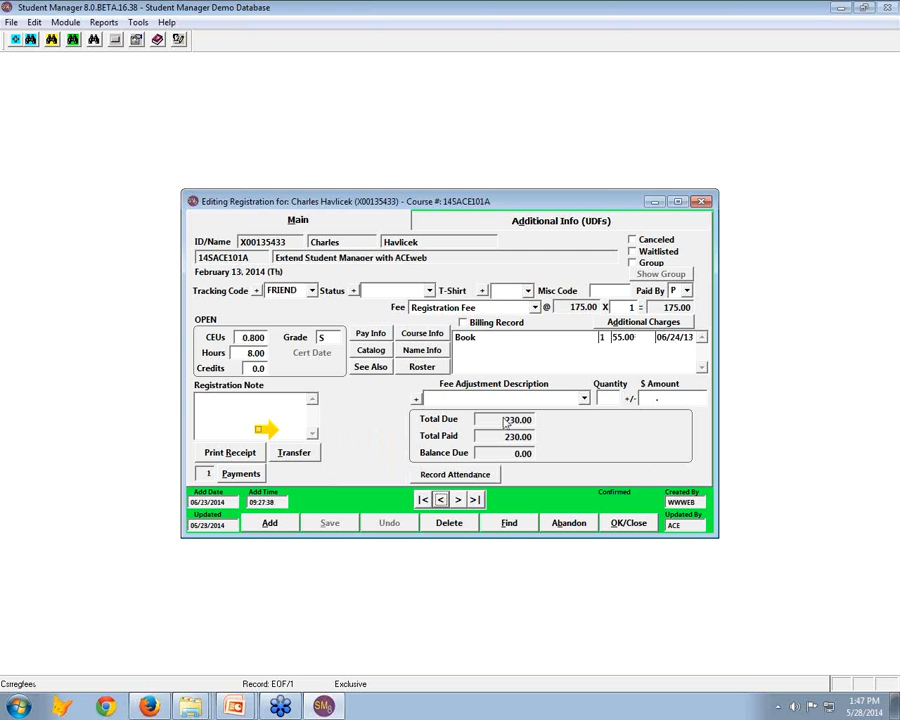 Student Manager 8.0.BETA.16.38 - Student Manager Demo Database
File Edit Module Reports Tools Help
Editing Registration for: Charles Havlicek (X00135433) - Course #: 14SACE101A
Main Additional Info (UDFs)
ID/Name X00135433 Charles Havlicek Canceled
14SACE101A Extend Student Manager with ACEweb Waitlisted
Group
February 13, 2014 (Th) Show Group
Tracking Code + FRIEND Status + T-Shirt + Misc Code Paid By P
Fee Registration Fee @ 175.00 X 1 = 175.00
OPEN Billing Record Additional Charges
CEUs 0.800 Grade S Pay Info Course Info Book 1 55.00 06/24/13
Hours 8.00 Cert Date Catalog Name Info
Credits 0.0 See Also Roster
Registration Note Fee Adjustment Description Quantity $ Amount
+ +/- .
Total Due 230.00
Total Paid 230.00
Print Receipt Transfer Balance Due 0.00
1 Payments Record Attendance
Add Date Add Time Confirmed Created By
06/23/2014 09:27:38 |< < > >| WWWEB
Updated Updated By
05/23/2014 Add Save Undo Delete Find Abandon OK/Close ACE
Csrregfees Record: EOF/1 Exclusive
SM8 1:47 PM
5/28/2014